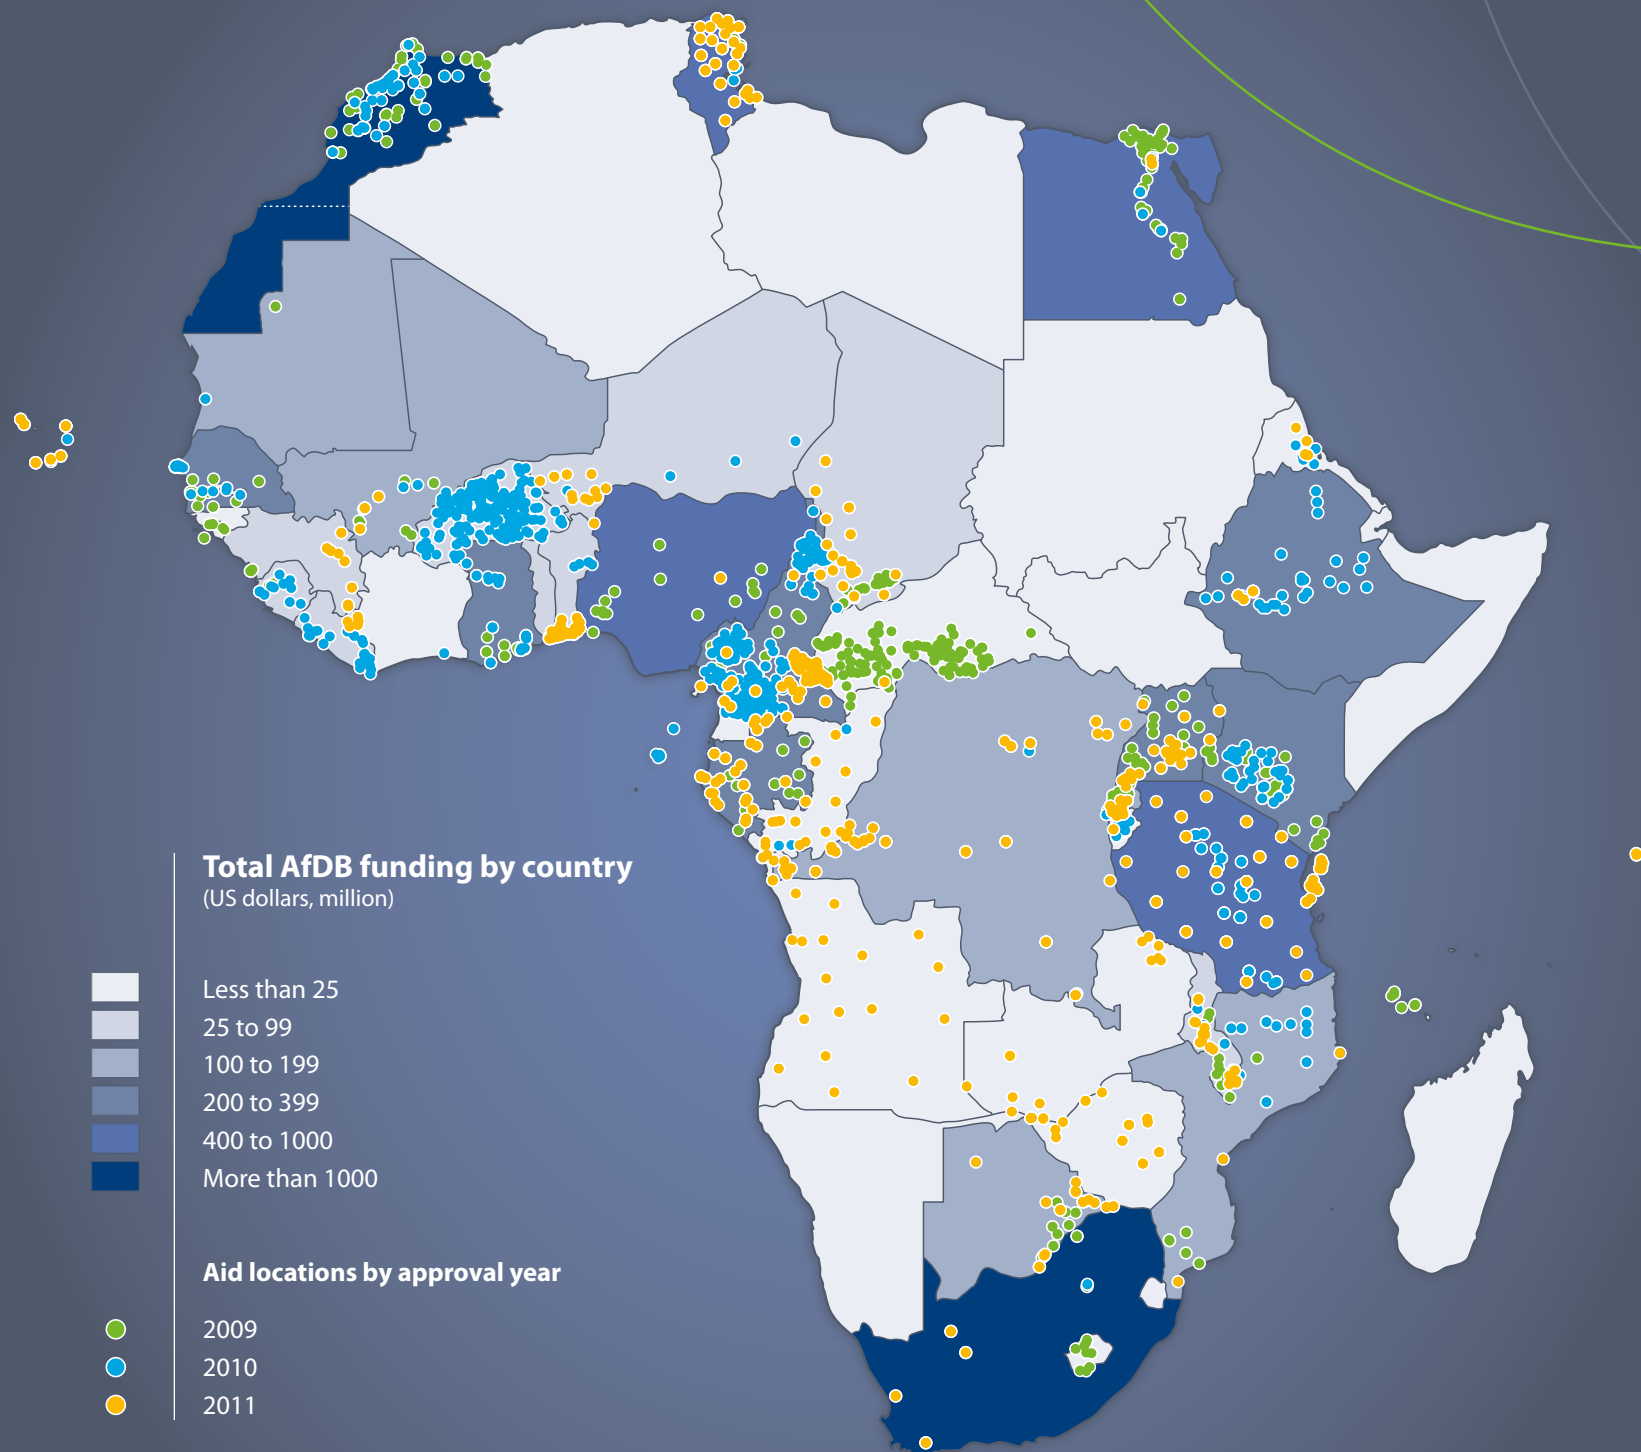 Total AfDB funding by country
(US dollars, million)
Less than 25
25 to 99
100 to 199
200 to 399
400 to 1000
More than 1000
Aid locations by approval year
2009
2010
2011